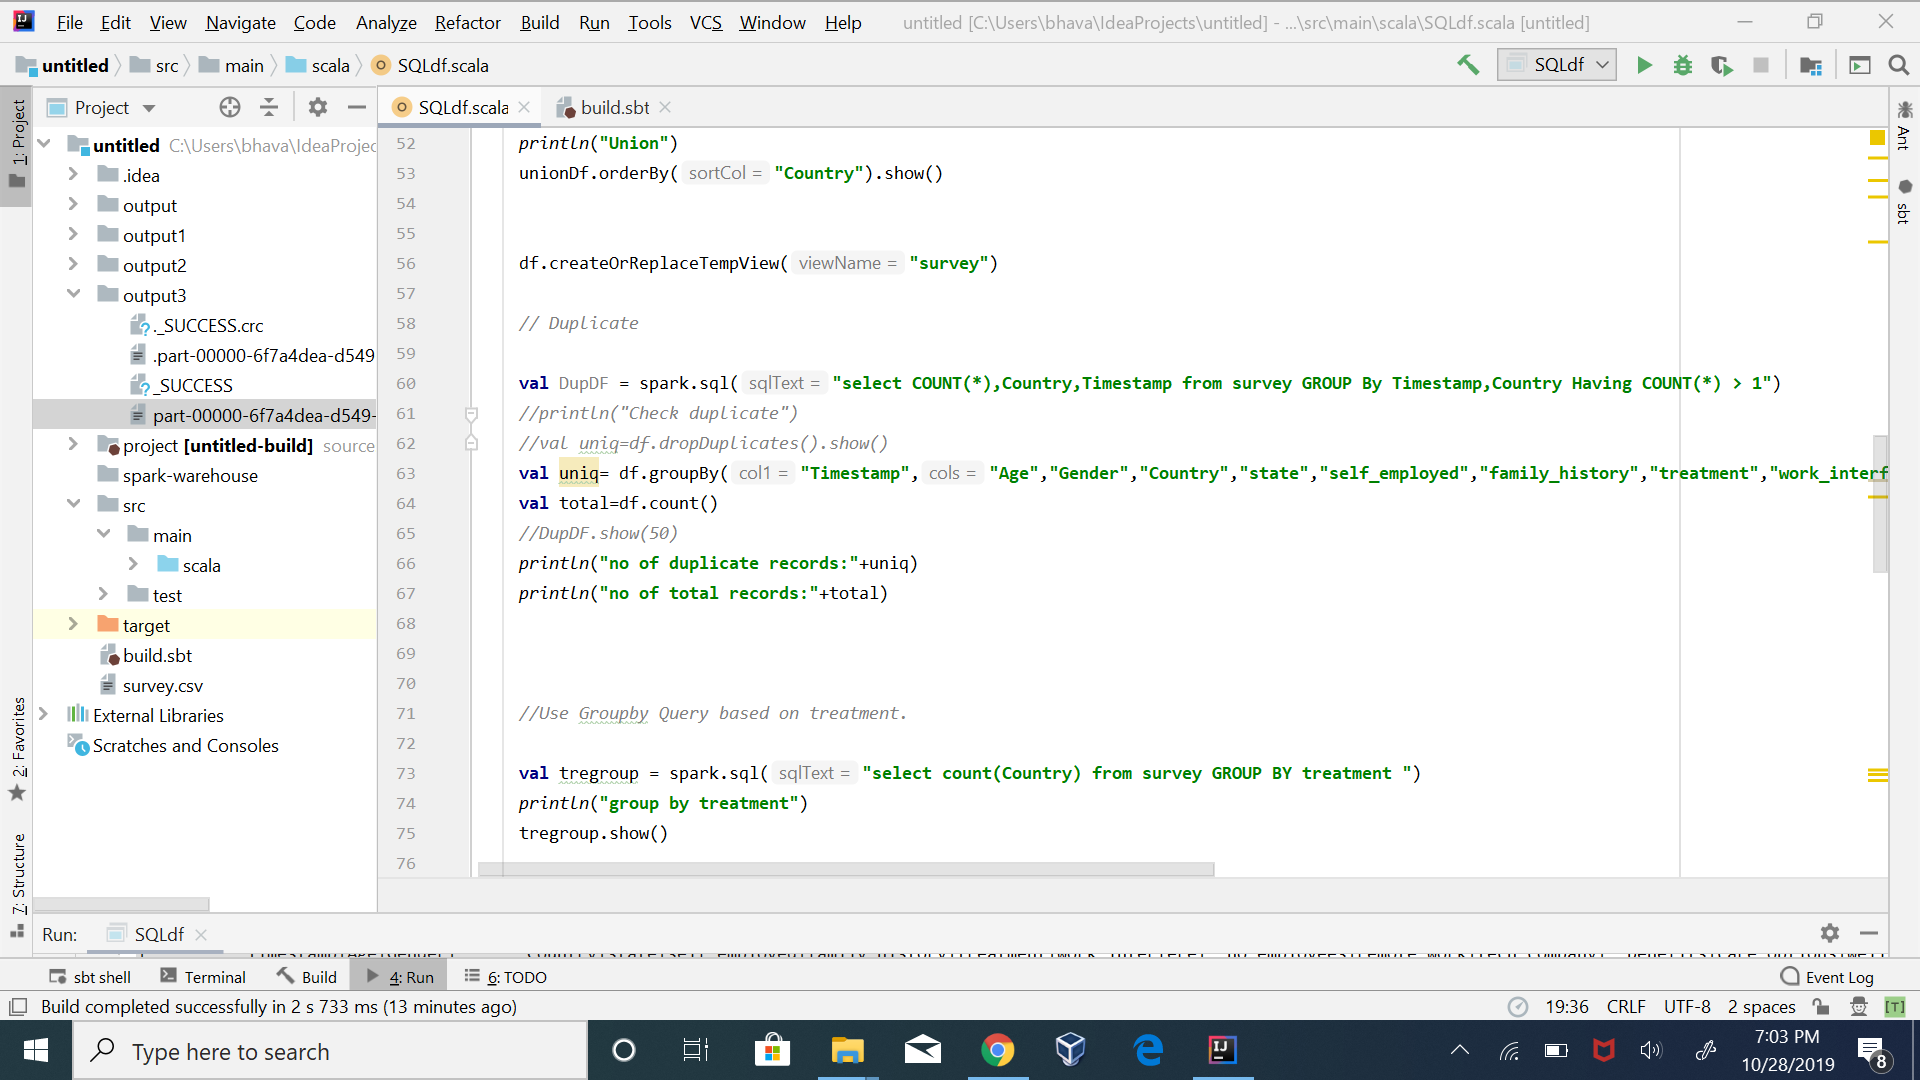 File Edit View Navigate Code Analyze Refactor Build Run Tools VCS Window Help untitled [C:\Users\bhava\IdeaProjects\untitled] - ...\src\main\scala\SQLdf.scala [untitled]
untitled src main scala SQLdf.scala SQLdf
Project SQLdf.scala build.sbt
1: Project
2: Favorites
7: Structure
Ant
sbt
untitled C:\Users\bhava\IdeaProjec
.idea
output
output1
output2
output3
._SUCCESS.crc
.part-00000-6f7a4dea-d549
_SUCCESS
part-00000-6f7a4dea-d549-
project [untitled-build] source
spark-warehouse
src
main
scala
test
target
build.sbt
survey.csv
External Libraries
Scratches and Consoles
52 println("Union")
53 unionDf.orderBy( sortCol = "Country").show()
54
55
56 df.createOrReplaceTempView( viewName = "survey")
57
58 // Duplicate
59
60 val DupDF = spark.sql( sqlText = "select COUNT(*),Country,Timestamp from survey GROUP By Timestamp,Country Having COUNT(*) > 1")
61 //println("Check duplicate")
62 //val uniq=df.dropDuplicates().show()
63 val uniq= df.groupBy( col1 = "Timestamp", cols = "Age","Gender","Country","state","self_employed","family_history","treatment","work_interf
64 val total=df.count()
65 //DupDF.show(50)
66 println("no of duplicate records:"+uniq)
67 println("no of total records:"+total)
68
69
70
71 //Use Groupby Query based on treatment.
72
73 val tregroup = spark.sql( sqlText = "select count(Country) from survey GROUP BY treatment ")
74 println("group by treatment")
75 tregroup.show()
76
Run: SQLdf
sbt shell Terminal Build 4: Run 6: TODO Event Log
Build completed successfully in 2 s 733 ms (13 minutes ago) 19:36 CRLF UTF-8 2 spaces [T]
Type here to search
7:03 PM
10/28/2019
8